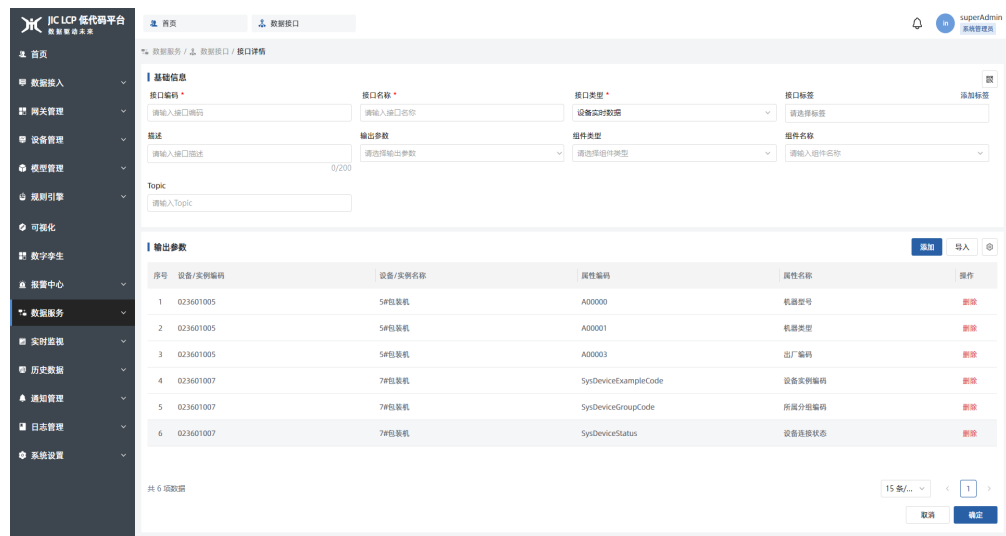 JIC LCP 低代码平台
数据驱动未来
首页
数据接口
superAdmin
in
系统管理员
首页
数据接入
网关管理
设备管理
模型管理
规则引擎
可视化
数字孪生
报警中心
数据服务
实时监视
历史数据
通知管理
日志管理
系统设置
数据服务 / 数据接口 / 接口详情
基础信息
接口编码 * 接口名称 * 接口类型 * 接口标签 添加标签
请输入接口编码 请输入接口名称 设备实时数据 请选择标签
描述 输出参数 组件类型 组件名称
请输入接口描述 请选择输出参数 请选择组件类型 请输入组件名称
0/200
Topic
请输入Topic
输出参数 添加 导入
序号 设备/实例编码 设备/实例名称 属性编码 属性名称 操作
1 023601005 5#包装机 A00000 机器型号 删除
2 023601005 5#包装机 A00001 机器类型 删除
3 023601005 5#包装机 A00003 出厂编码 删除
4 023601007 7#包装机 SysDeviceExampleCode 设备实例编码 删除
5 023601007 7#包装机 SysDeviceGroupCode 所属分组编码 删除
6 023601007 7#包装机 SysDeviceStatus 设备连接状态 删除
共 6 项数据 15 条/... < 1 >
取消 确定